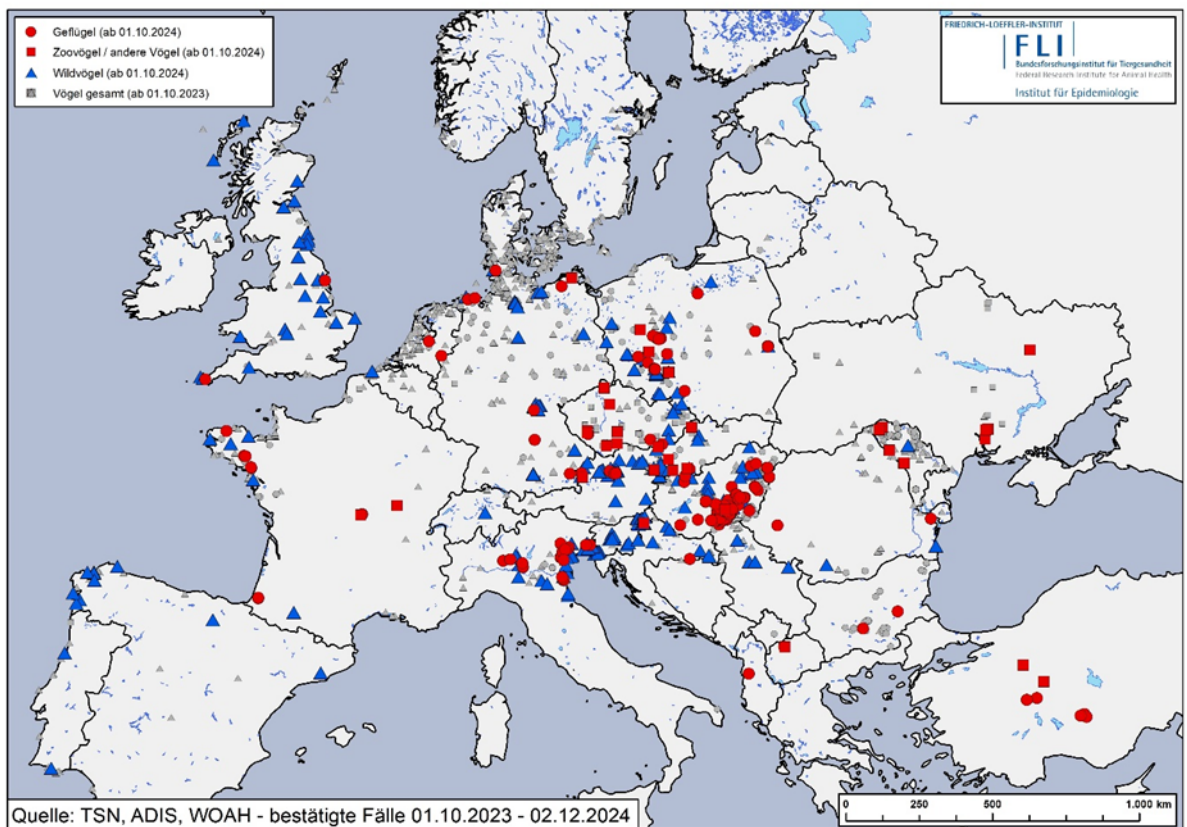 Geflügel (ab 01.10.2024)
Zoovögel / andere Vögel (ab 01.10.2024)
Wildvögel (ab 01.10.2024)
Vögel gesamt (ab 01.10.2023)
FRIEDRICH-LOEFFLER-INSTITUT
FLI
Bundesforschungsinstitut für Tiergesundheit
Federal Research Institute for Animal Health
Institut für Epidemiologie
Quelle: TSN, ADIS, WOAH - bestätigte Fälle 01.10.2023 - 02.12.2024
0 250 500 1.000 km